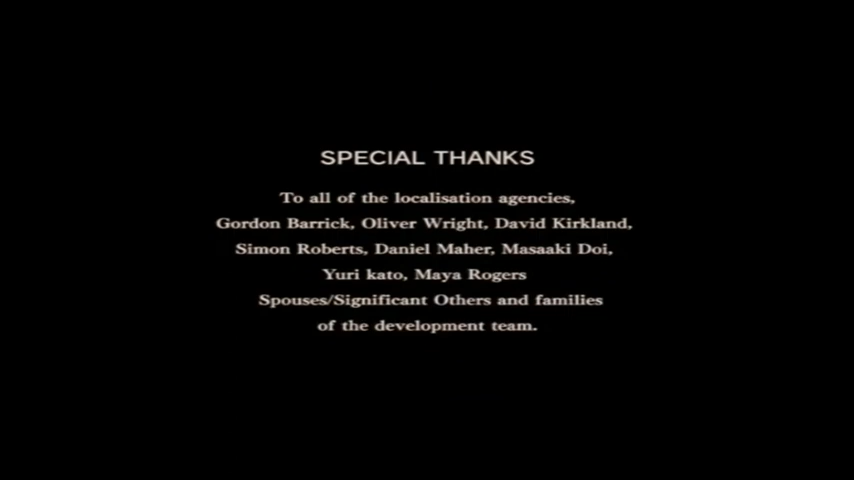 SPECIAL THANKS
To all of the localisation agencies,
Gordon Barrick, Oliver Wright, David Kirkland,
Simon Roberts, Daniel Maher, Masaaki Doi,
Yuri kato, Maya Rogers
Spouses/Significant Others and families
of the development team.